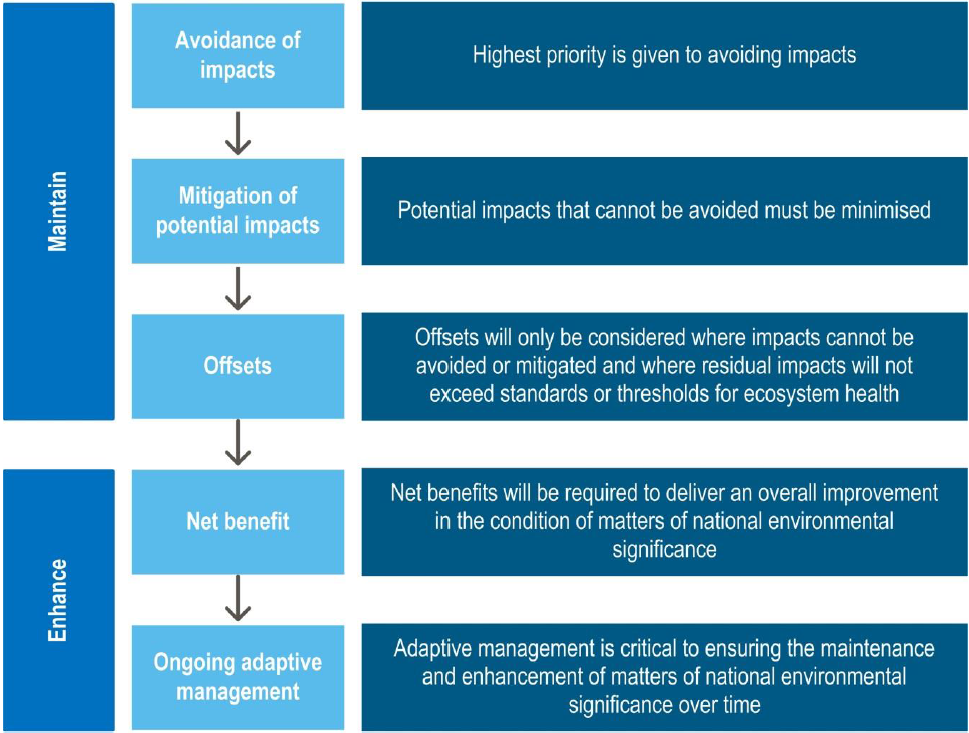 Maintain
Avoidance of
impacts
Highest priority is given to avoiding impacts
Mitigation of
potential impacts
Potential impacts that cannot be avoided must be minimised
Offsets
Offsets will only be considered where impacts cannot be
avoided or mitigated and where residual impacts will not
exceed standards or thresholds for ecosystem health
Enhance
Net benefit
Net benefits will be required to deliver an overall improvement
in the condition of matters of national environmental
significance
Ongoing adaptive
management
Adaptive management is critical to ensuring the maintenance
and enhancement of matters of national environmental
significance over time